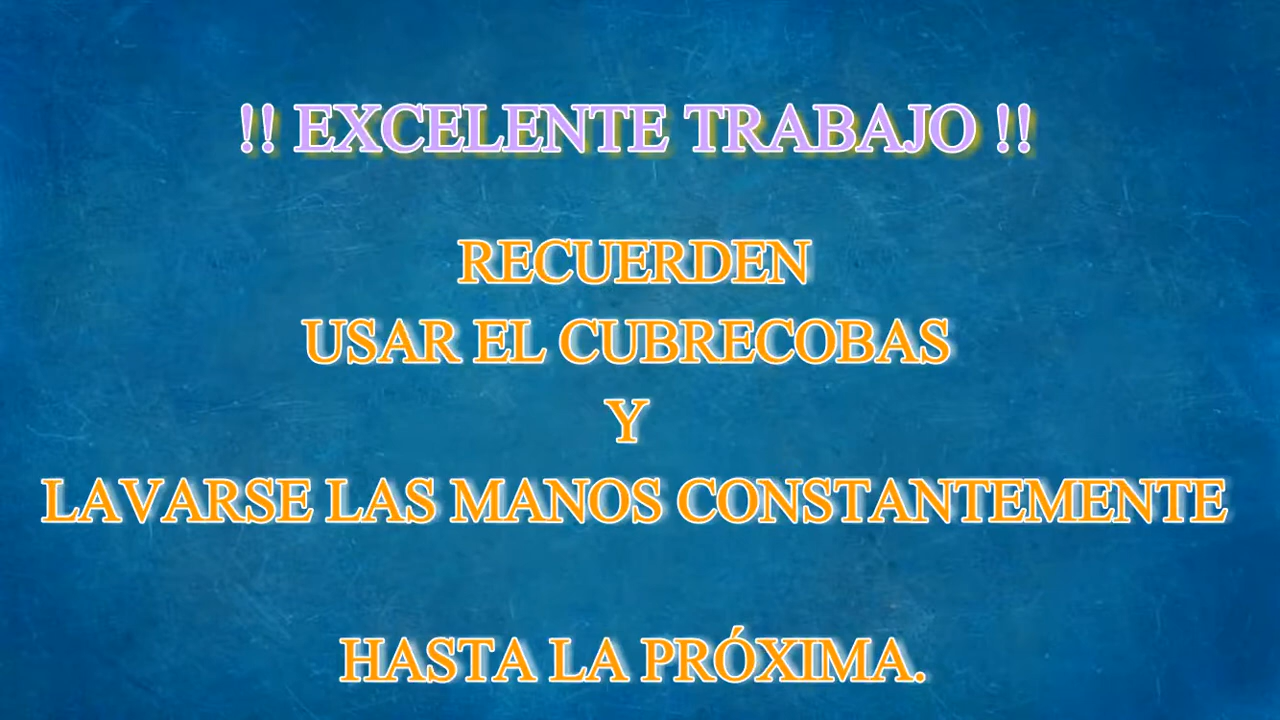 !! EXCELENTE TRABAJO !!
RECUERDEN
USAR EL CUBRECOBAS
Y
LAVARSE LAS MANOS CONSTANTEMENTE
HASTA LA PRÓXIMA.